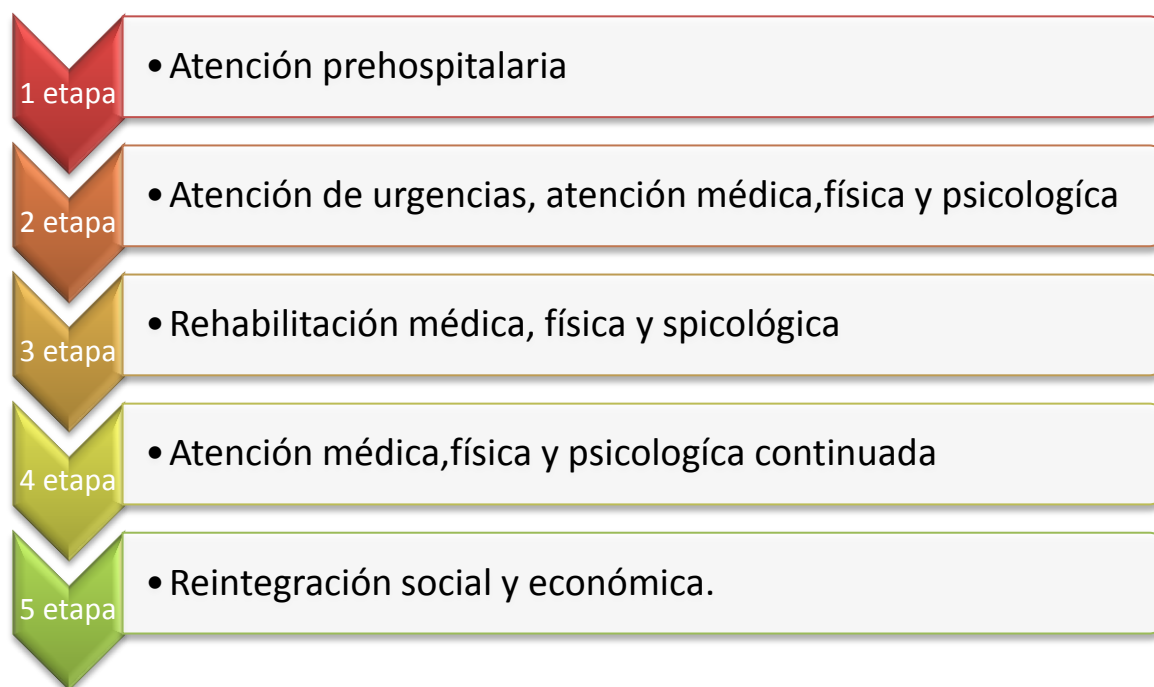 1 etapa
• Atención prehospitalaria
2 etapa
• Atención de urgencias, atención médica,física y psicologíca
3 etapa
• Rehabilitación médica, física y spicológica
4 etapa
• Atención médica,física y psicologíca continuada
5 etapa
• Reintegración social y económica.